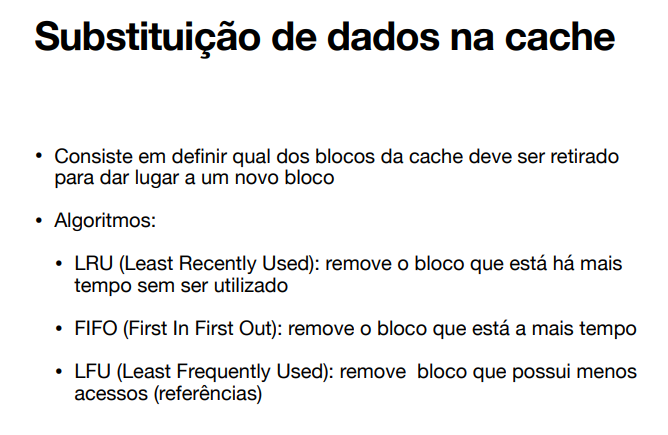 Substituição de dados na cache
• Consiste em definir qual dos blocos da cache deve ser retirado
para dar lugar a um novo bloco
• Algoritmos:
• LRU (Least Recently Used): remove o bloco que está há mais
tempo sem ser utilizado
• FIFO (First In First Out): remove o bloco que está a mais tempo
• LFU (Least Frequently Used): remove  bloco que possui menos
acessos (referências)